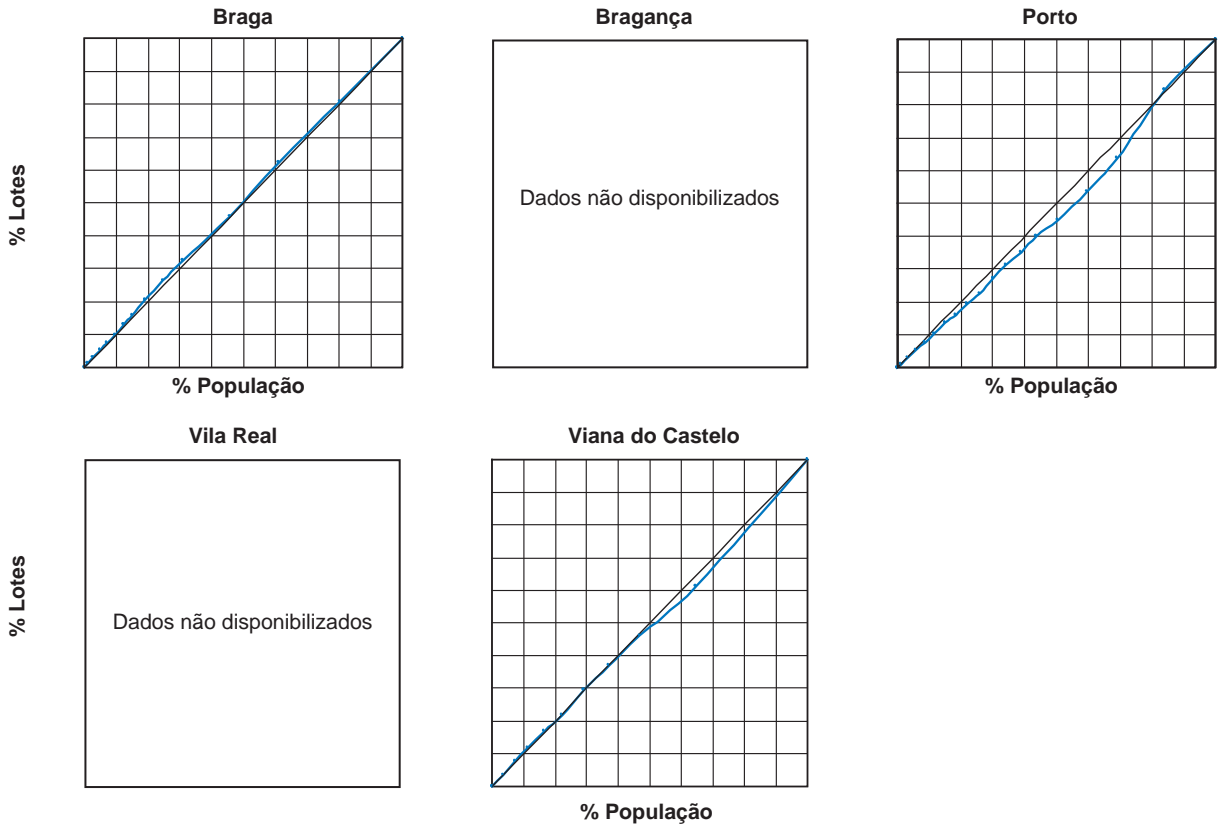 Braga
Bragança
Porto
% Lotes
Dados não disponibilizados
% População
% População
Vila Real
Viana do Castelo
% Lotes
Dados não disponibilizados
% População